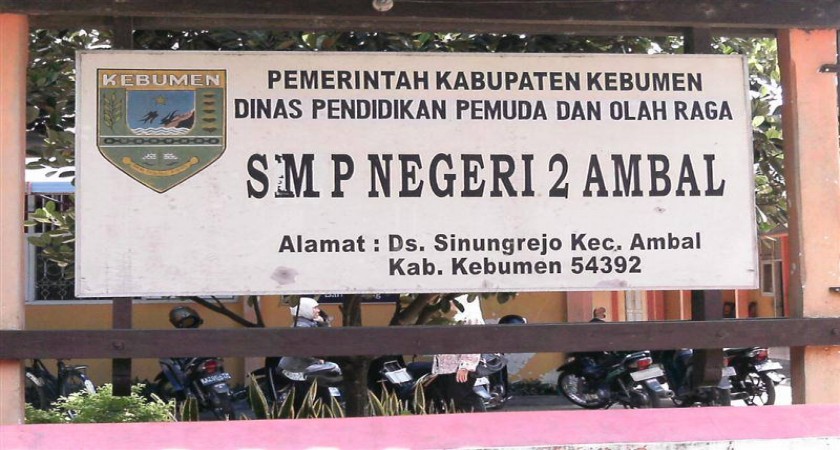 KEBUMEN
PEMERINTAH KABUPATEN KEBUMEN
DINAS PENDIDIKAN PEMUDA DAN OLAH RAGA
SMP NEGERI 2 AMBAL
Alamat : Ds. Sinungrejo Kec. Ambal
Kab. Kebumen 54392